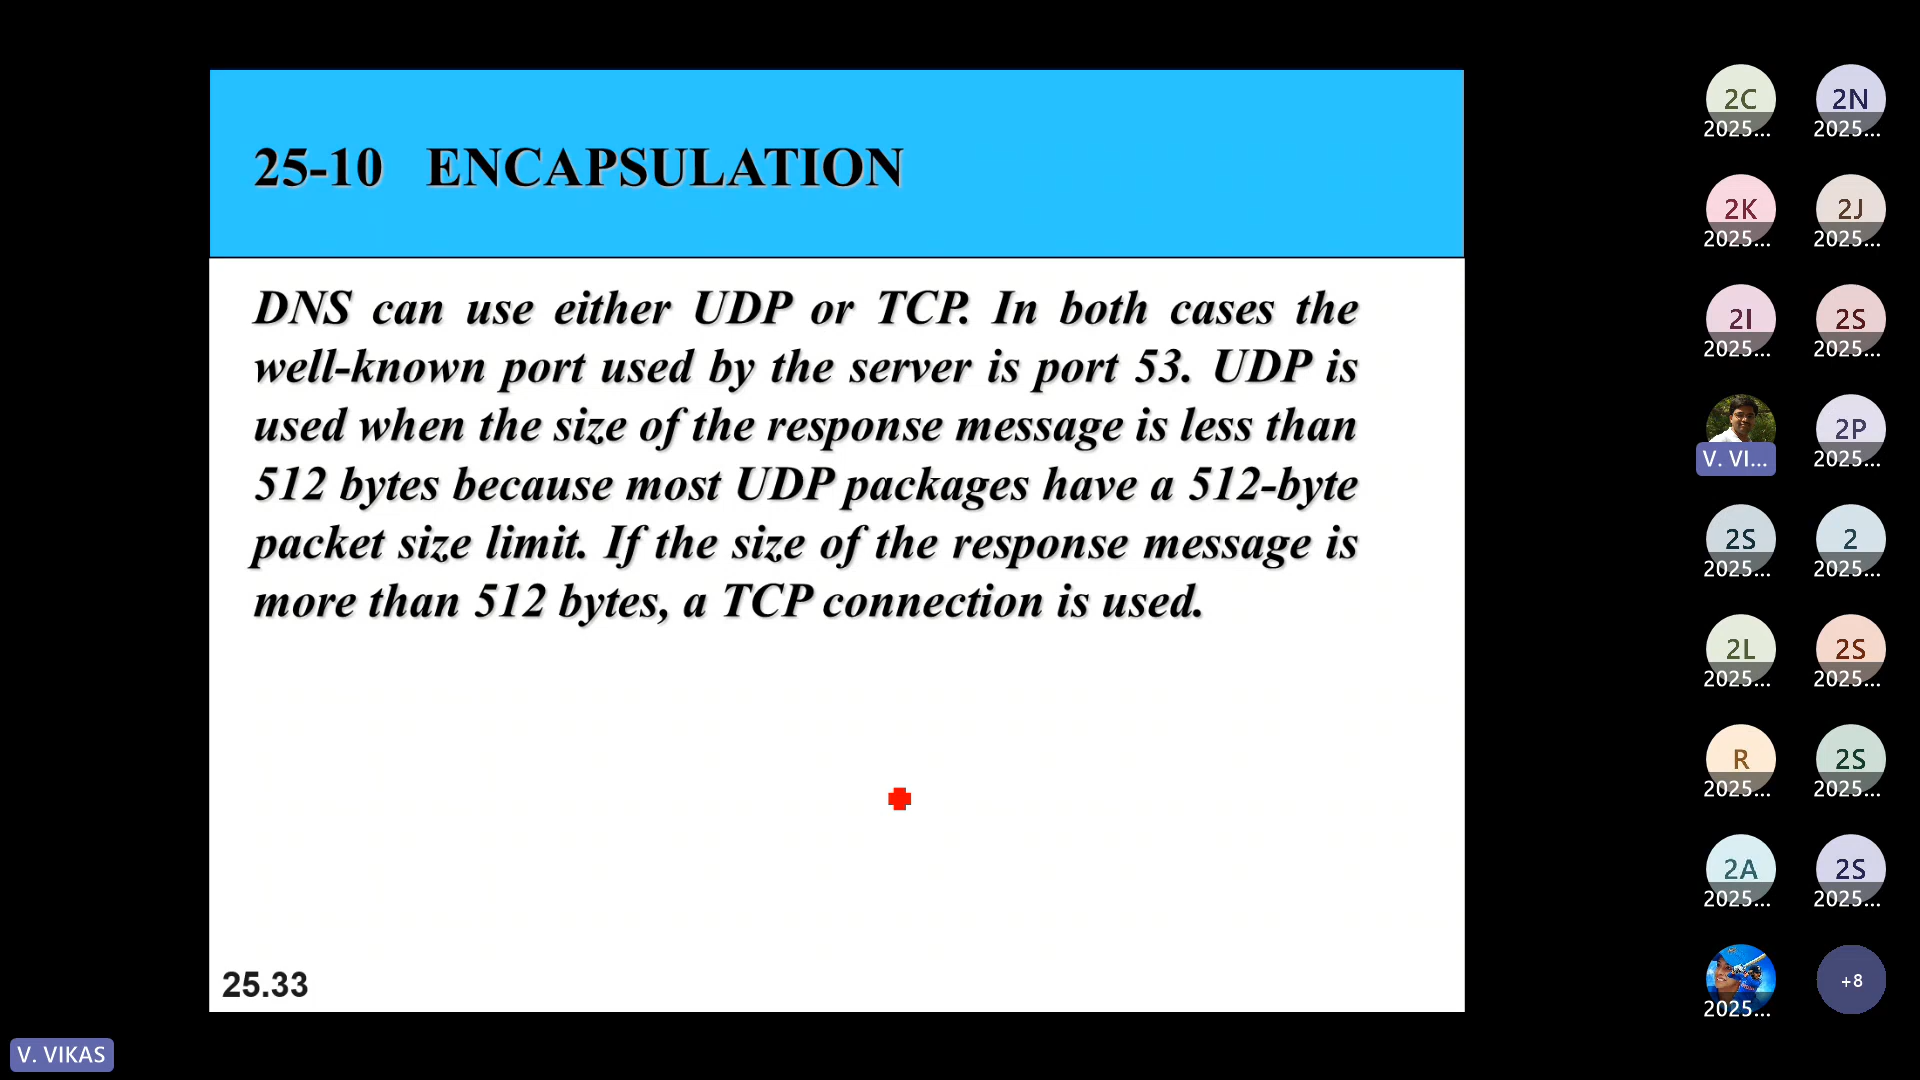 25-10 ENCAPSULATION
DNS can use either UDP or TCP. In both cases the
well-known port used by the server is port 53. UDP is
used when the size of the response message is less than
512 bytes because most UDP packages have a 512-byte
packet size limit. If the size of the response message is
more than 512 bytes, a TCP connection is used.
25.33
V. VIKAS
2C 2N
2025... 2025...
2K 2J
2025... 2025...
2I 2S
2025... 2025...
2P
V. VI... 2025...
2S 2
2025... 2025...
2L 2S
2025... 2025...
R 2S
2025... 2025...
2A 2S
2025... 2025...
+8
2025...